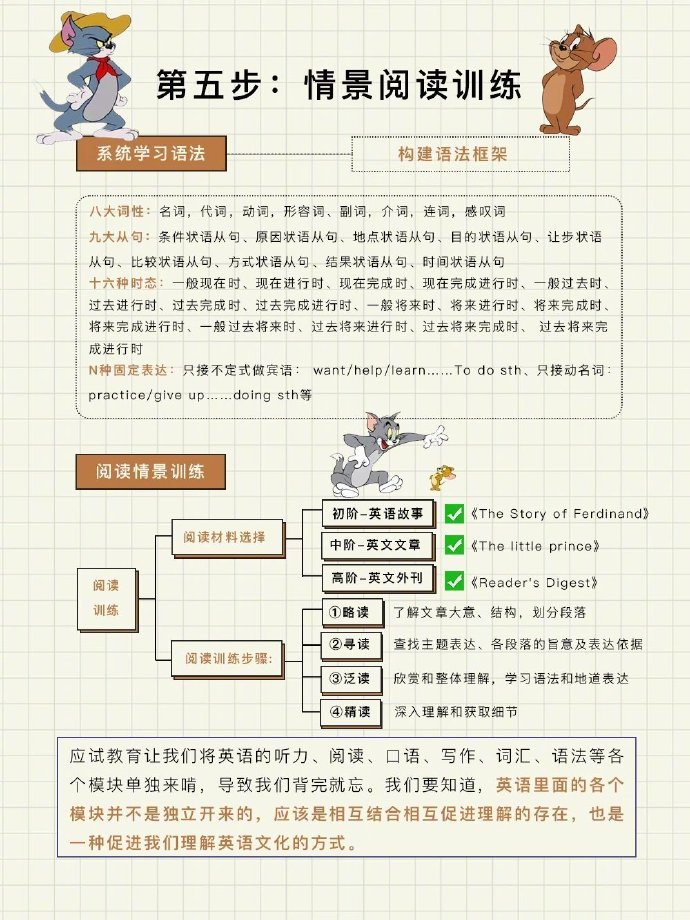 第五步：情景阅读训练
系统学习语法
构建语法框架
八大词性：名词，代词，动词，形容词、副词，介词，连词，感叹词
九大从句：条件状语从句、原因状语从句、地点状语从句、目的状语从句、让步状语
从句、比较状语从句、方式状语从句、结果状语从句、时间状语从句
十六种时态：一般现在时、现在进行时、现在完成时、现在完成进行时、一般过去时、
过去进行时、过去完成时、过去完成进行时、一般将来时、将来进行时、将来完成时、
将来完成进行时、一般过去将来时、过去将来进行时、过去将来完成时、 过去将来完
成进行时
N种固定表达：只接不定式做宾语： want/help/learn……To do sth、只接动名词：
practice/give up……doing sth等
阅读情景训练
阅读
训练
阅读材料选择
初阶-英语故事 《The Story of Ferdinand》
中阶-英文文章 《The little prince》
高阶-英文外刊 《Reader's Digest》
阅读训练步骤:
①略读 了解文章大意、结构，划分段落
②寻读 查找主题表达、各段落的旨意及表达依据
③泛读 欣赏和整体理解，学习语法和地道表达
④精读 深入理解和获取细节
应试教育让我们将英语的听力、阅读、口语、写作、词汇、语法等各
个模块单独来啃，导致我们背完就忘。我们要知道，英语里面的各个
模块并不是独立开来的，应该是相互结合相互促进理解的存在，也是
一种促进我们理解英语文化的方式。